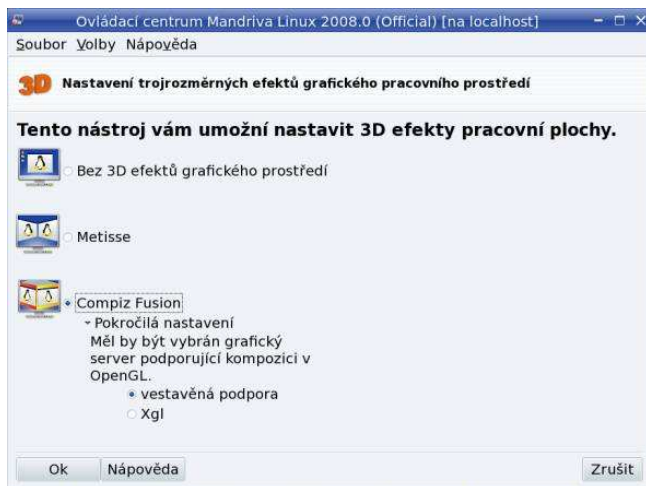 Ovládací centrum Mandriva Linux 2008.0 (Official) [na localhost]
Soubor Volby Nápověda
3D Nastavení trojrozměrných efektů grafického pracovního prostředí
Tento nástroj vám umožní nastavit 3D efekty pracovní plochy.
Bez 3D efektů grafického prostředí
Metisse
Compiz Fusion
Pokročilá nastavení
Měl by být vybrán grafický
server podporující kompozici v
OpenGL.
vestavěná podpora
Xgl
Ok Nápověda Zrušit